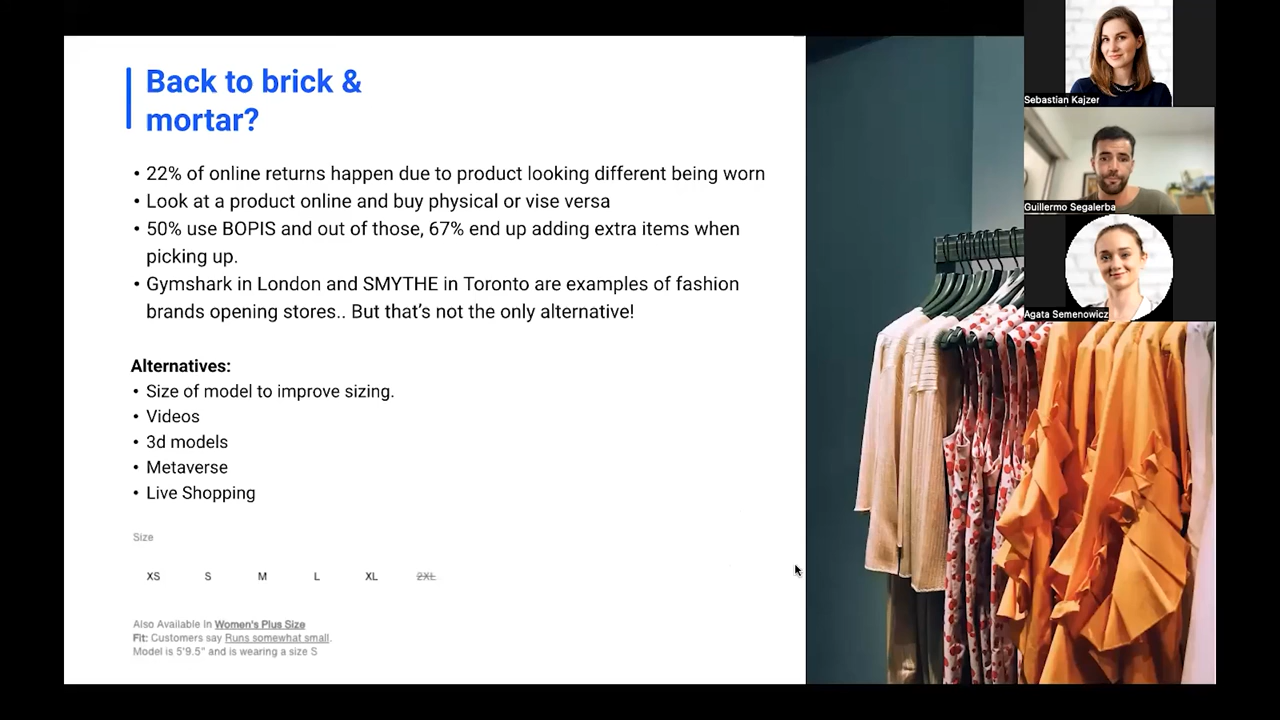 Back to brick &
mortar?
• 22% of online returns happen due to product looking different being worn
• Look at a product online and buy physical or vise versa
• 50% use BOPIS and out of those, 67% end up adding extra items when
picking up.
• Gymshark in London and SMYTHE in Toronto are examples of fashion
brands opening stores.. But that's not the only alternative!
Alternatives:
• Size of model to improve sizing.
• Videos
• 3d models
• Metaverse
• Live Shopping
Size
XS S M L XL 2XL
Also Available In Women's Plus Size
Fit: Customers say Runs somewhat small.
Model is 5'9.5" and is wearing a size S
Sebastian Kajzer
Guillermo Segalerba
Agata Semenowicz